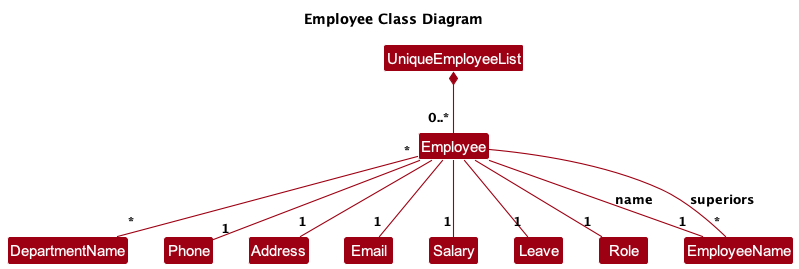 Employee Class Diagram
UniqueEmployeeList
0..*
Employee
*
name
superiors
*
1
1
1
1
1
1
1
*
DepartmentName
Phone
Address
Email
Salary
Leave
Role
EmployeeName